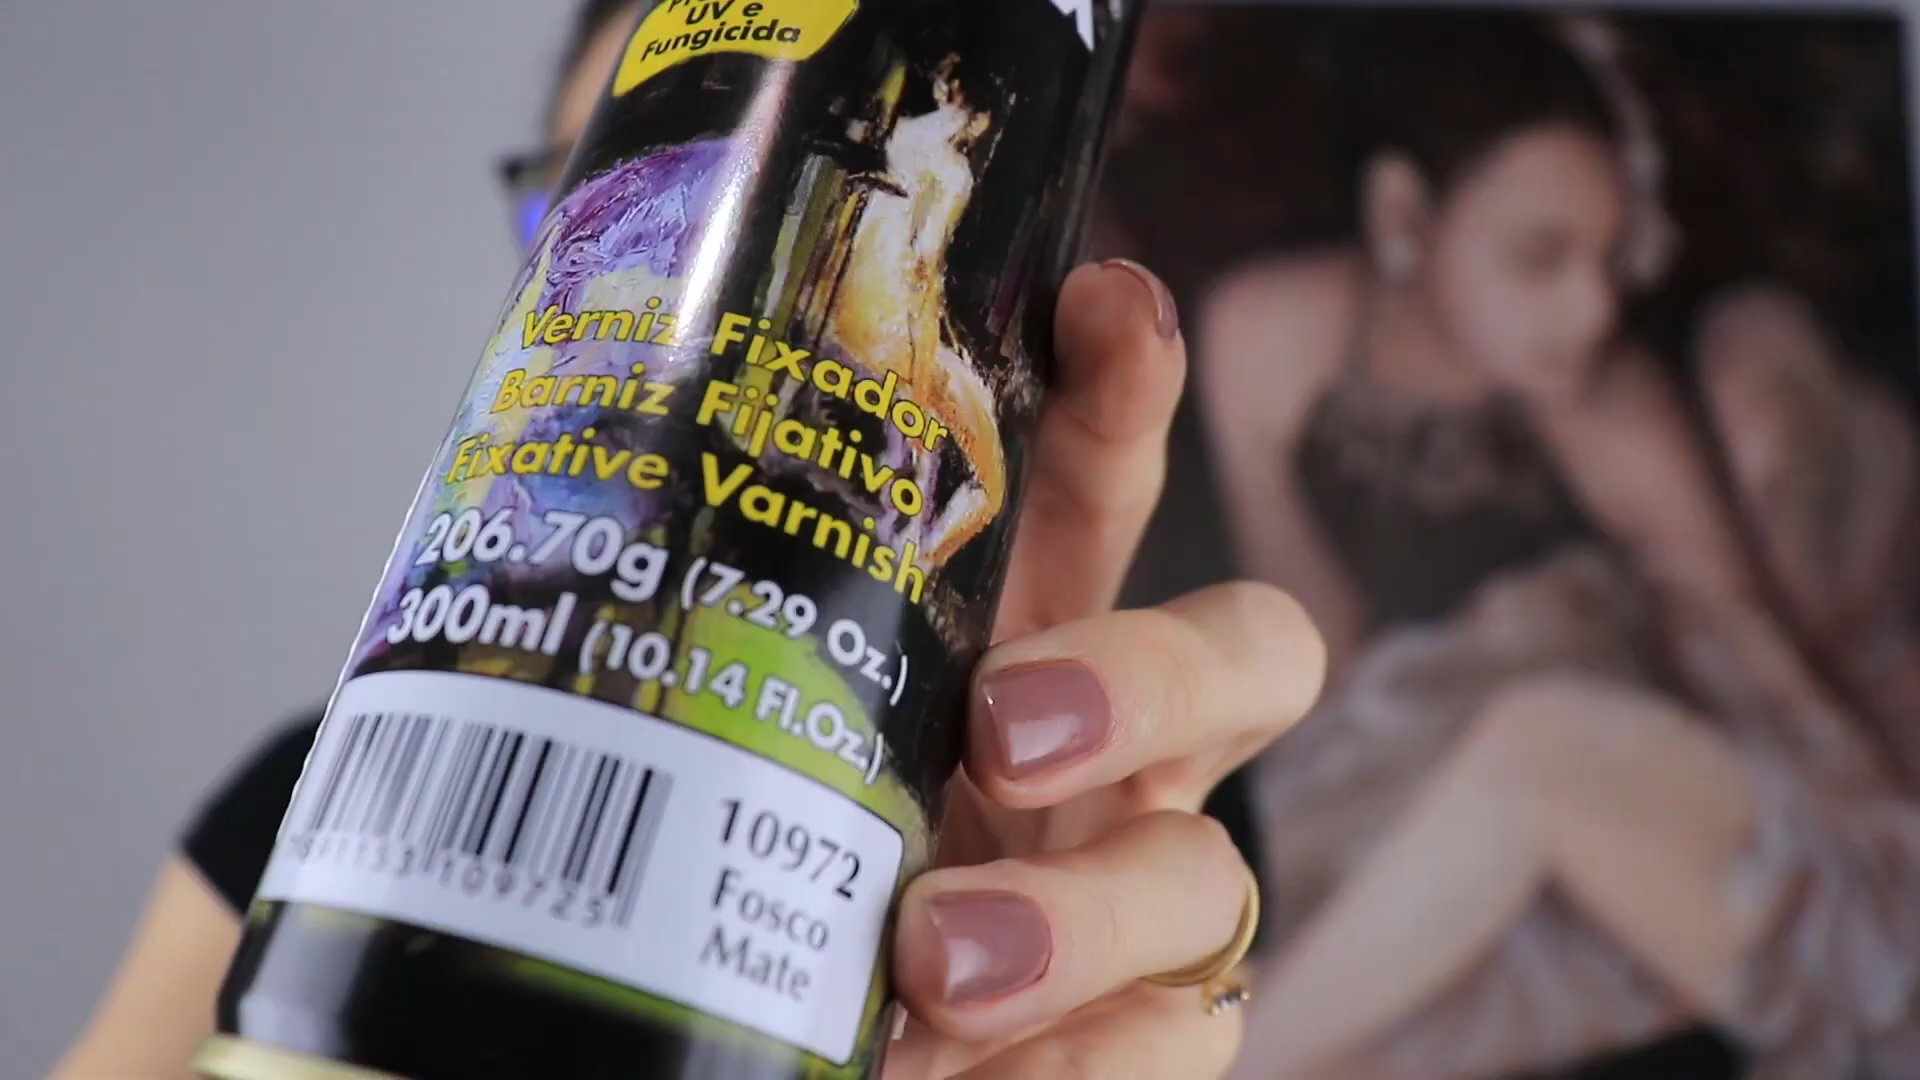 UV e
Fungicida
Verniz Fixador
Barniz Fijativo
Fixative Varnish
206.70g (7.29 Oz.)
300ml (10.14 Fl.Oz.)
109725
10972
Fosco
Mate